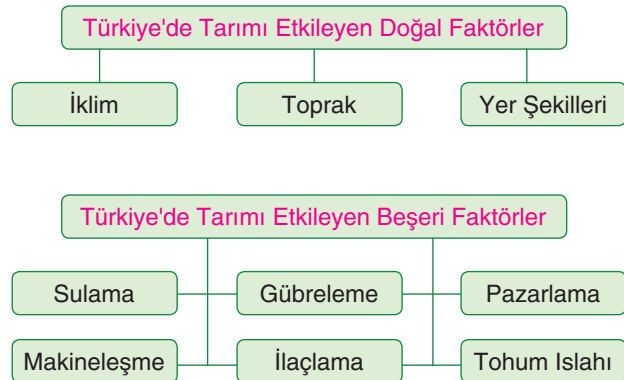 Türkiye'de Tarımı Etkileyen Doğal Faktörler
İklim
Toprak
Yer Şekilleri
Türkiye'de Tarımı Etkileyen Beşeri Faktörler
Sulama
Gübreleme
Pazarlama
Makineleşme
İlaçlama
Tohum Islahı